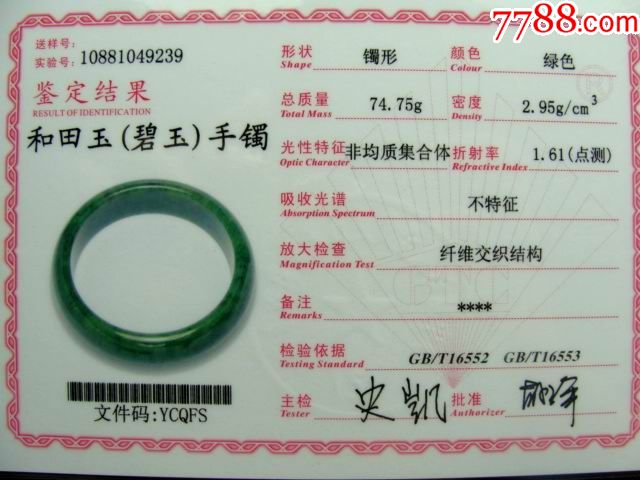 7788.com
送样号:
实验号: 10881049239
鉴定结果
RESULT OF IDENTIFICATION
和田玉(碧玉)手镯
文件码:YCQFS
形状 镯形 颜色 绿色
Shape Colour
总质量 74.75g 密度 2.95g/cm³
Total Mass Density
光性特征 非均质集合体 折射率 1.61(点测)
Optic Character Refractive Index
吸收光谱 不特征
Absorption Spectrum
放大检查 纤维交织结构
Magnification Test
备注 ****
Remarks
检验依据 GB/T16552 GB/T16553
Testing Standard
主检 史凯 批准
Tester Authorizer